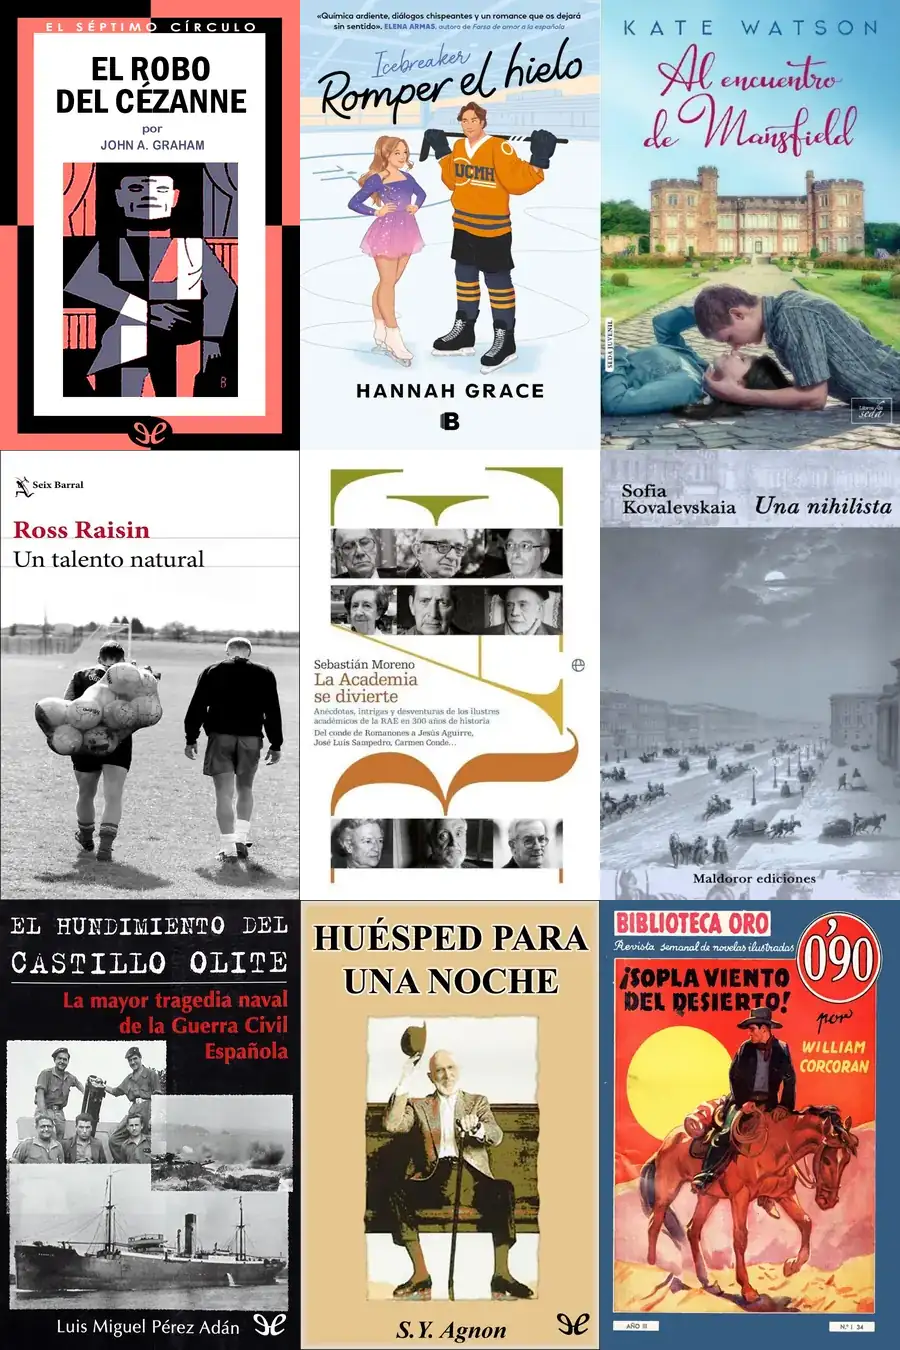 EL SÉPTIMO CÍRCULO
EL ROBO
DEL CÉZANNE
por
JOHN A. GRAHAM
B
«Química ardiente, diálogos chispeantes y un romance que os dejará
sin sentido». ELENA ARMAS, autora de Farsa de amor a la española
Icebreaker
Romper el hielo
UCMH
HANNAH GRACE
B
KATE WATSON
Al encuentro
de Mansfield
SEDA JUVENIL
Libros de
seda
Seix Barral
Ross Raisin
Un talento natural
Sebastián Moreno
La Academia
se divierte
Anécdotas, intrigas y desventuras de los ilustres
académicos de la RAE en 300 años de historia
Del conde de Romanones a Jesús Aguirre,
José Luis Sampedro, Carmen Conde...
Sofia
Kovalevskaia
Una nihilista
Maldoror ediciones
EL HUNDIMIENTO DEL
CASTILLO OLITE
La mayor tragedia naval
de la Guerra Civil
Española
Luis Miguel Pérez Adán
HUÉSPED PARA
UNA NOCHE
S.Y. Agnon
BIBLIOTECA ORO
Revista semanal de novelas ilustradas
0'90
¡SOPLA VIENTO
DEL DESIERTO!
por
WILLIAM
CORCORAN
AÑO III
N.º I 34